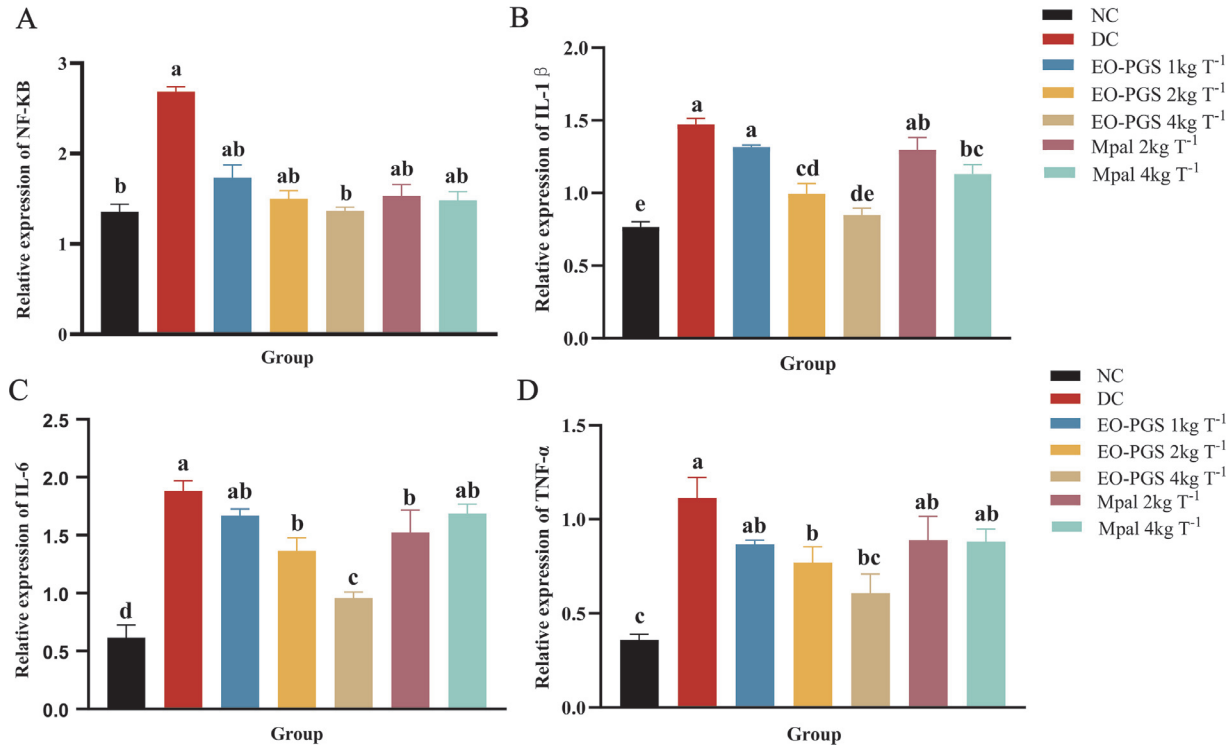 A
Relative expression of NF-KB
3
2
1
0
b
a
ab
ab
b
ab
ab
Group
B
Relative expression of IL-1 β
2.0
1.5
1.0
0.5
0.0
e
a
a
cd
de
ab
bc
Group
NC
DC
EO-PGS 1kg T⁻¹
EO-PGS 2kg T⁻¹
EO-PGS 4kg T⁻¹
Mpal 2kg T⁻¹
Mpal 4kg T⁻¹
C
Relative expression of IL-6
2.5
2.0
1.5
1.0
0.5
0.0
d
a
ab
b
c
b
ab
Group
D
Relative expression of TNF-α
1.5
1.0
0.5
0.0
c
a
ab
b
bc
ab
ab
Group
NC
DC
EO-PGS 1kg T⁻¹
EO-PGS 2kg T⁻¹
EO-PGS 4kg T⁻¹
Mpal 2kg T⁻¹
Mpal 4kg T⁻¹